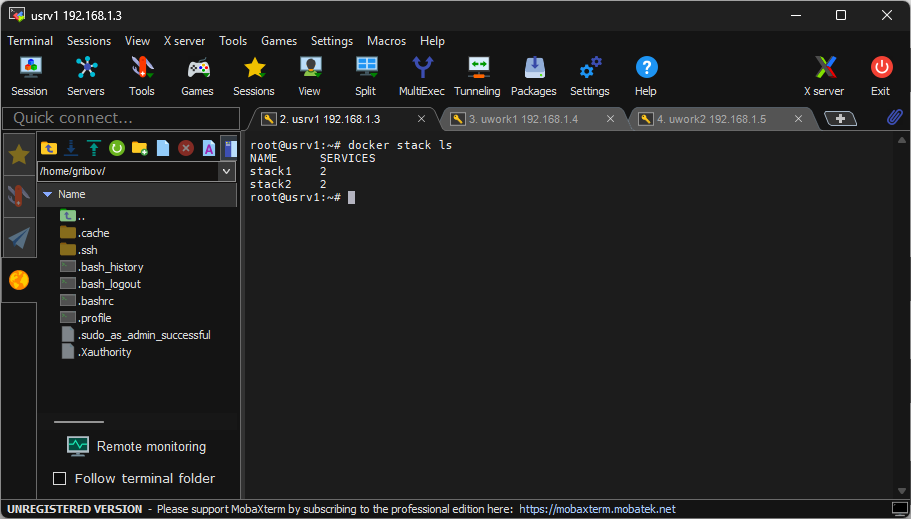 usrv1 192.168.1.3
Terminal Sessions View X server Tools Games Settings Macros Help
Session Servers Tools Games Sessions View Split MultiExec Tunneling Packages Settings Help X server Exit
Quick connect...
2. usrv1 192.168.1.3
3. uwork1 192.168.1.4
4. uwork2 192.168.1.5
/home/gribov/
Name
..
.cache
.ssh
.bash_history
.bash_logout
.bashrc
.profile
.sudo_as_admin_successful
.Xauthority
Remote monitoring
Follow terminal folder
root@usrv1:~# docker stack ls
NAME SERVICES
stack1 2
stack2 2
root@usrv1:~#
UNREGISTERED VERSION - Please support MobaXterm by subscribing to the professional edition here: https://mobaxterm.mobatek.net